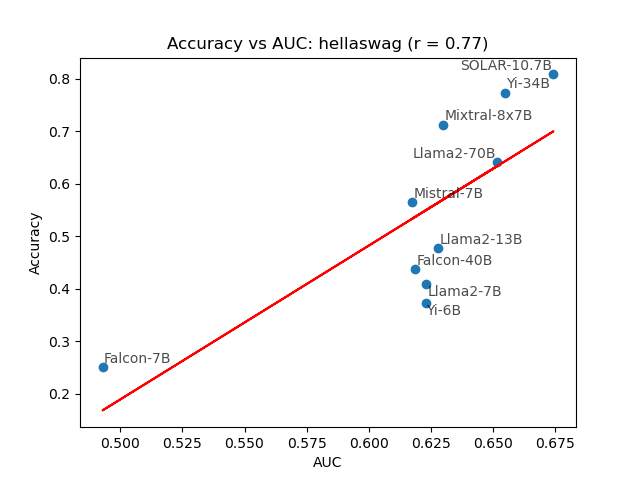 Accuracy vs AUC: hellaswag (r = 0.77)
SOLAR-10.7B
Yi-34B
Mixtral-8x7B
Llama2-70B
Mistral-7B
Llama2-13B
Falcon-40B
Llama2-7B
Yi-6B
Falcon-7B
Accuracy
0.8
0.7
0.6
0.5
0.4
0.3
0.2
0.500 0.525 0.550 0.575 0.600 0.625 0.650 0.675
AUC